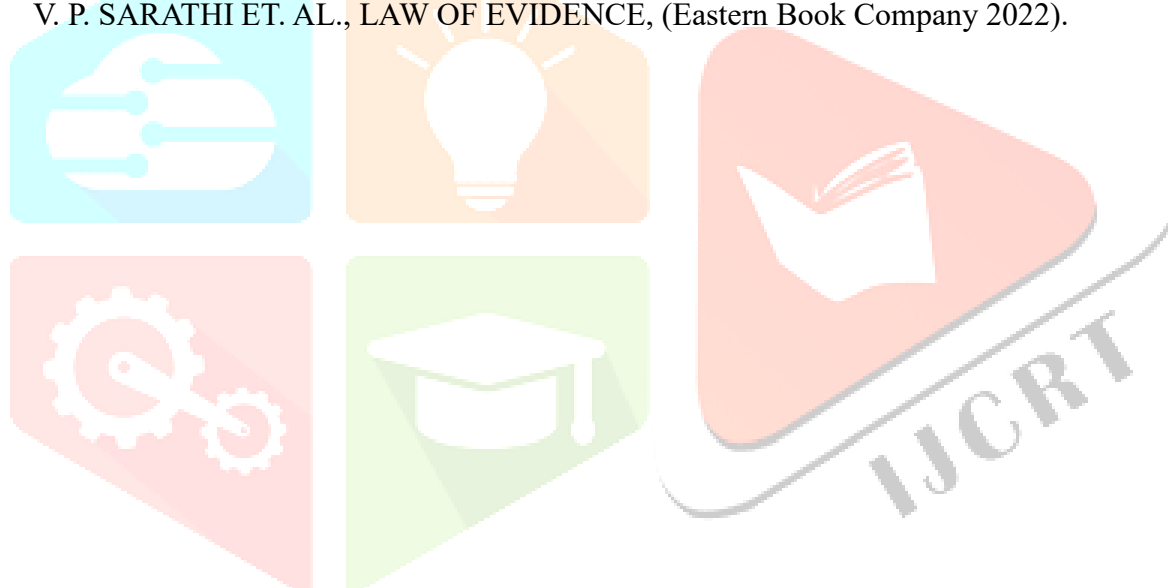 V. P. SARATHI ET. AL., LAW OF EVIDENCE, (Eastern Book Company 2022).
IJCRT